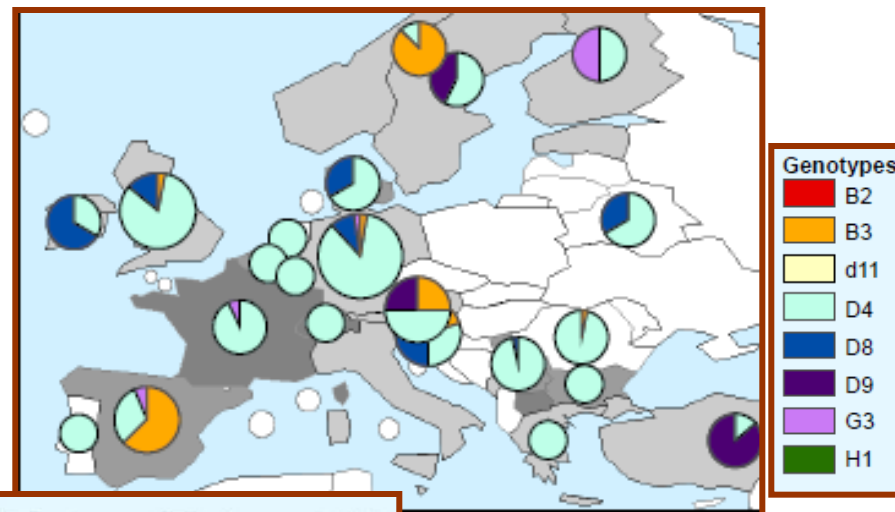 Genotypes
B2
B3
d11
D4
D8
D9
G3
H1